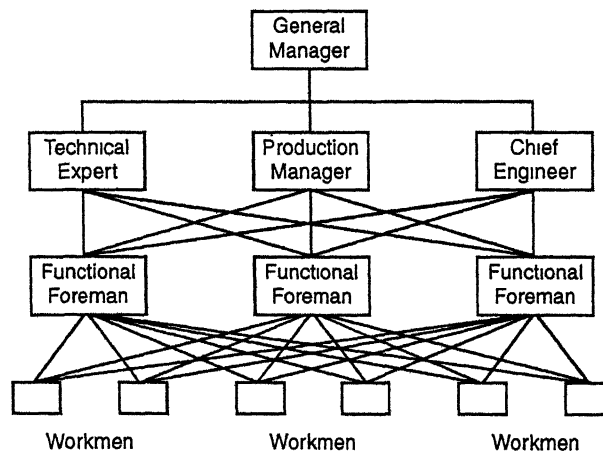 General
Manager
Technical
Expert
Production
Manager
Chief
Engineer
Functional
Foreman
Functional
Foreman
Functional
Foreman
Workmen
Workmen
Workmen